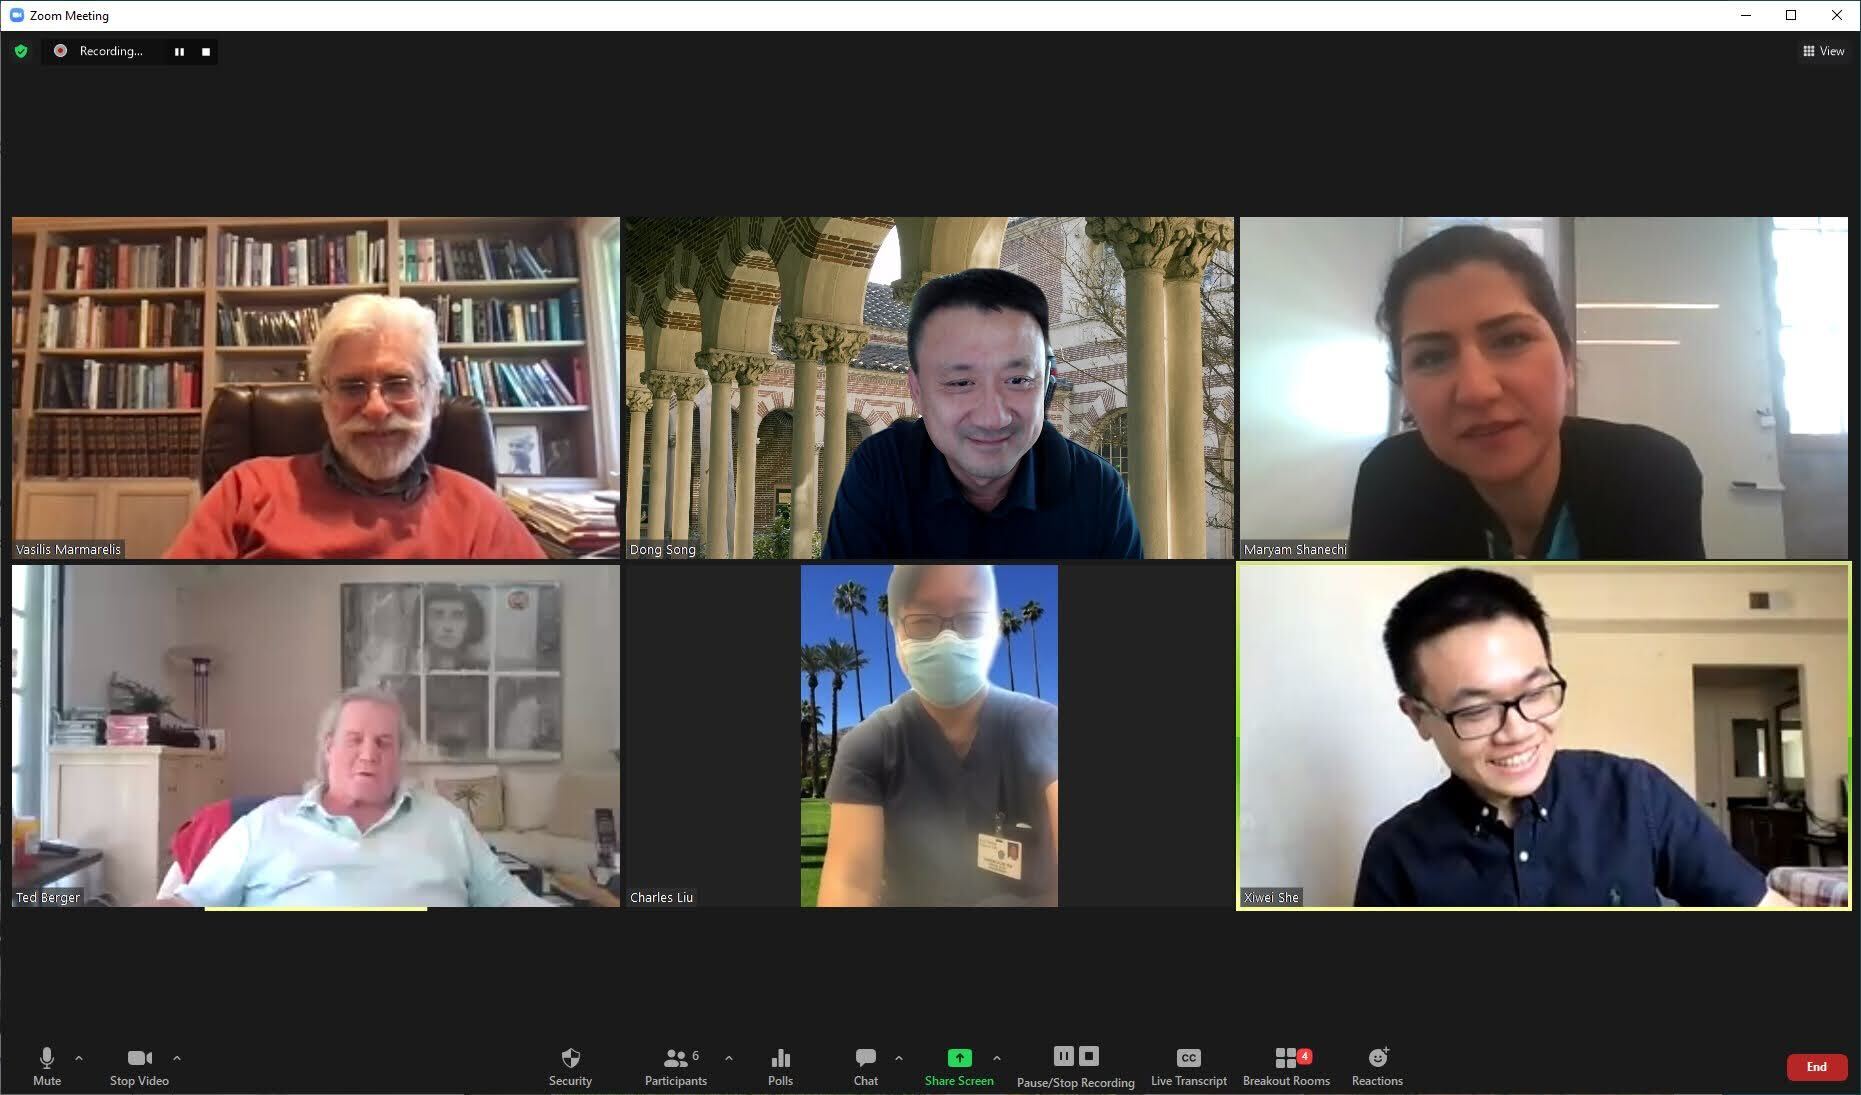 Zoom Meeting
Recording...
View
Vasilis Marmarelis
Dong Song
Maryam Shanechi
Ted Berger
Charles Liu
Xiwei She
Mute
Stop Video
Security
6
Participants
Polls
Chat
Share Screen
Pause/Stop Recording
CC
Live Transcript
4
Breakout Rooms
Reactions
End